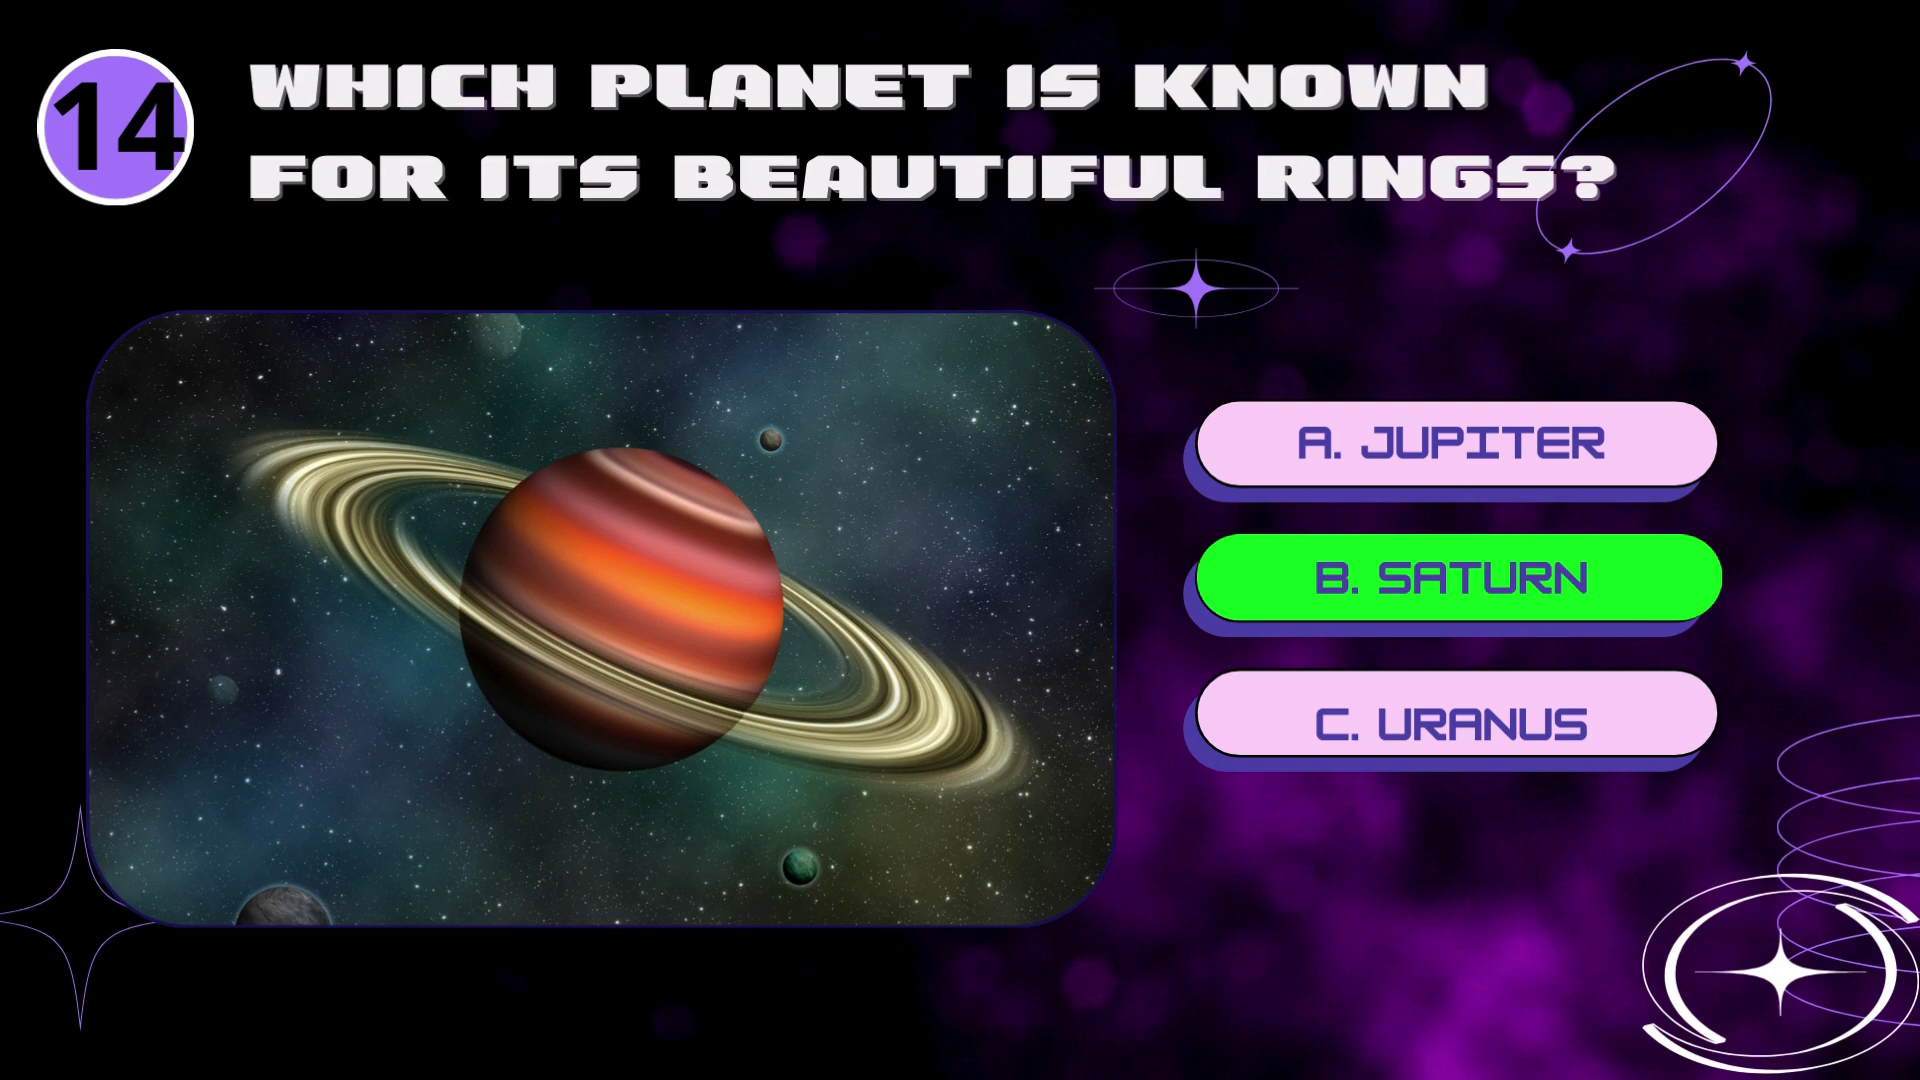 14
WHICH PLANET IS KNOWN
FOR ITS BEAUTIFUL RINGS?
A. JUPITER
B. SATURN
C. URANUS